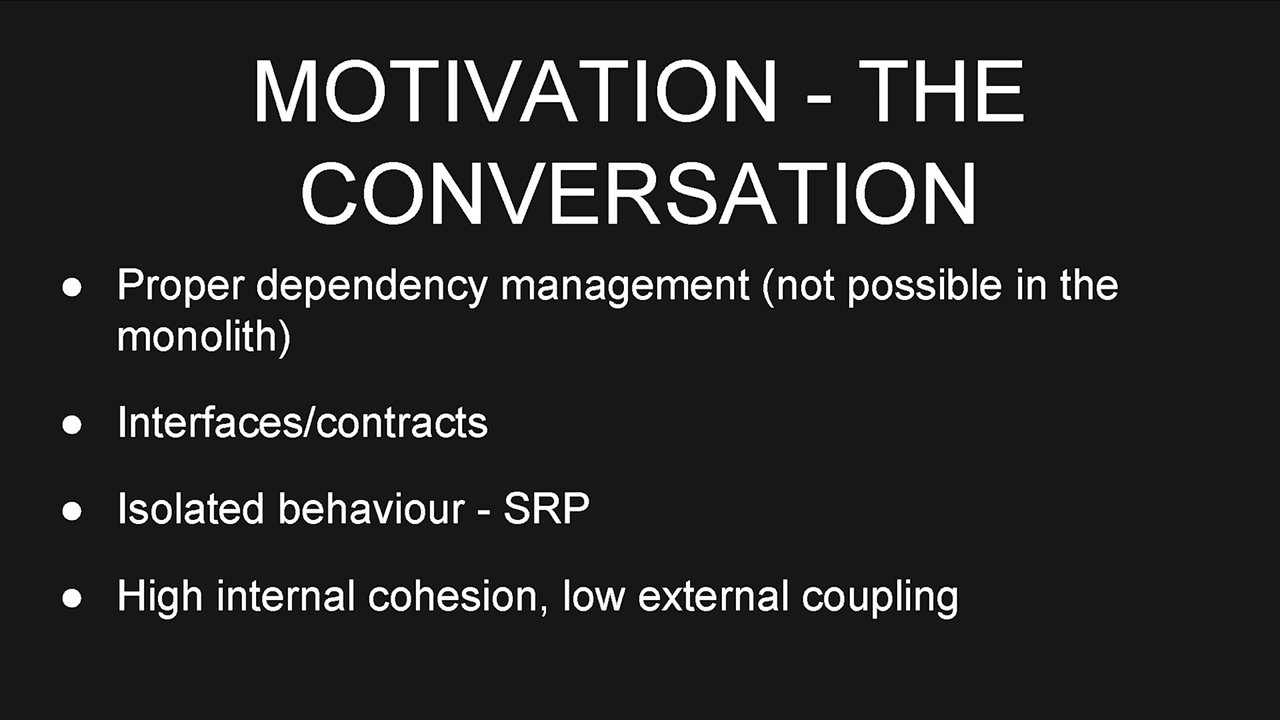 MOTIVATION - THE
CONVERSATION
● Proper dependency management (not possible in the
monolith)
● Interfaces/contracts
● Isolated behaviour - SRP
● High internal cohesion, low external coupling